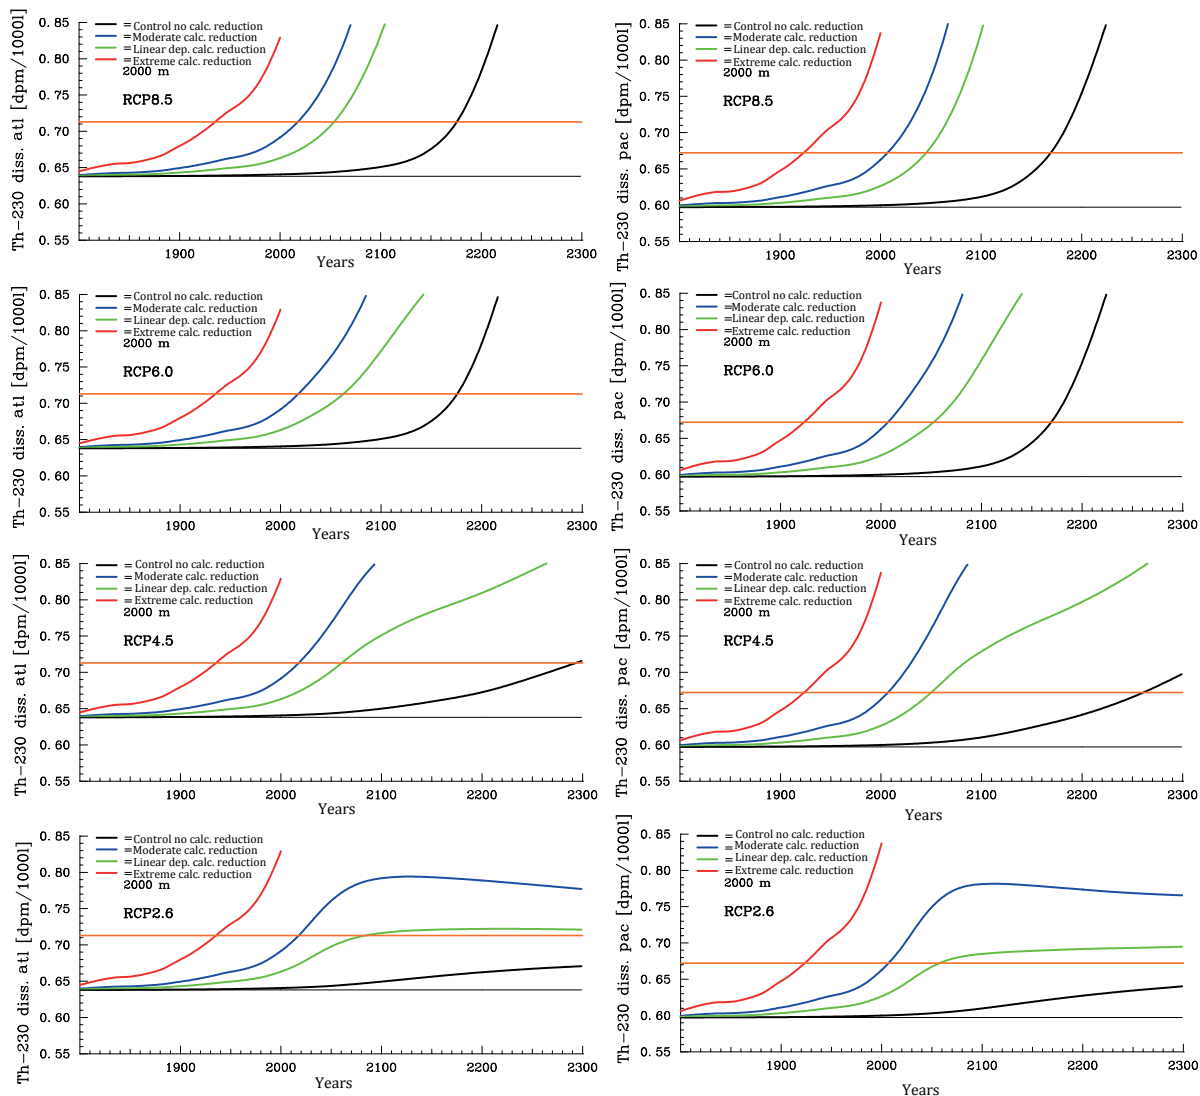 Th-230 diss. atl [dpm/1000l]
0.85
0.80
0.75
0.70
0.65
0.60
0.55
=Control no calc. reduction
=Moderate calc. reduction
=Linear dep. calc. reduction
=Extreme calc. reduction
2000 m
RCP8.5
1900
2000
2100
2200
2300
Years
Th-230 diss. pac [dpm/1000l]
0.85
0.80
0.75
0.70
0.65
0.60
0.55
=Control no calc. reduction
=Moderate calc. reduction
=Linear dep. calc. reduction
=Extreme calc. reduction
2000 m
RCP8.5
1900
2000
2100
2200
2300
Years
Th-230 diss. atl [dpm/1000l]
0.85
0.80
0.75
0.70
0.65
0.60
0.55
=Control no calc. reduction
=Moderate calc. reduction
=Linear dep. calc. reduction
=Extreme calc. reduction
2000 m
RCP6.0
1900
2000
2100
2200
2300
Years
Th-230 diss. pac [dpm/1000l]
0.85
0.80
0.75
0.70
0.65
0.60
0.55
=Control no calc. reduction
=Moderate calc. reduction
=Linear dep. calc. reduction
=Extreme calc. reduction
2000 m
RCP6.0
1900
2000
2100
2200
2300
Years
Th-230 diss. atl [dpm/1000l]
0.85
0.80
0.75
0.70
0.65
0.60
0.55
= Control no calc. reduction
= Moderate calc. reduction
= Linear dep. calc. reduction
= Extreme calc. reduction
2000 m
RCP4.5
1900
2000
2100
2200
2300
Years
Th-230 diss. pac [dpm/1000l]
0.85
0.80
0.75
0.70
0.65
0.60
0.55
=Control no calc. reduction
=Moderate calc. reduction
=Linear dep. calc. reduction
=Extreme calc. reduction
2000 m
RCP4.5
1900
2000
2100
2200
2300
Years
Th-230 diss. atl [dpm/1000l]
0.85
0.80
0.75
0.70
0.65
0.60
0.55
=Control no calc. reduction
=Moderate calc. reduction
=Linear dep. calc. reduction
=Extreme calc. reduction
2000 m
RCP2.6
1900
2000
2100
2200
2300
Years
Th-230 diss. pac [dpm/1000l]
0.85
0.80
0.75
0.70
0.65
0.60
0.55
= Control no calc. reduction
= Moderate calc. reduction
= Linear dep. calc. reduction
= Extreme calc. reduction
2000 m
RCP2.6
1900
2000
2100
2200
2300
Years